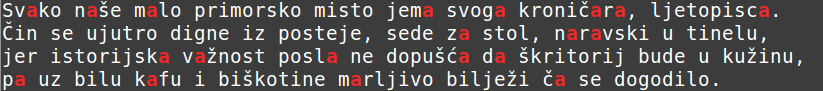 Svako naše malo primorsko misto jema svoga kroničara, ljetopisca.
Čin se ujutro digne iz posteje, sede za stol, naravski u tinelu,
jer istorijska važnost posla ne dopušća da škritorij bude u kužinu,
pa uz bilu kafu i biškotine marljivo bilježi ča se dogodilo.